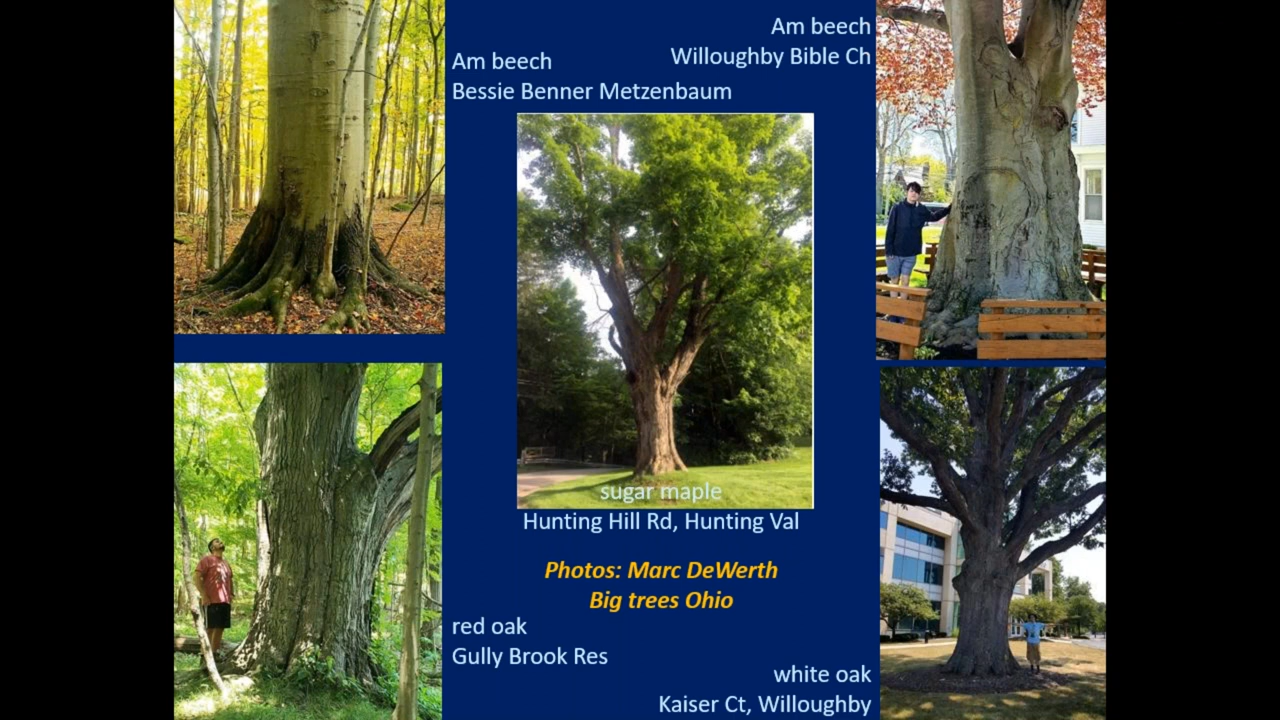 Am beech
Willoughby Bible Ch
Am beech
Bessie Benner Metzenbaum
sugar maple
Hunting Hill Rd, Hunting Val
Photos: Marc DeWerth
Big trees Ohio
red oak
Gully Brook Res
white oak
Kaiser Ct, Willoughby